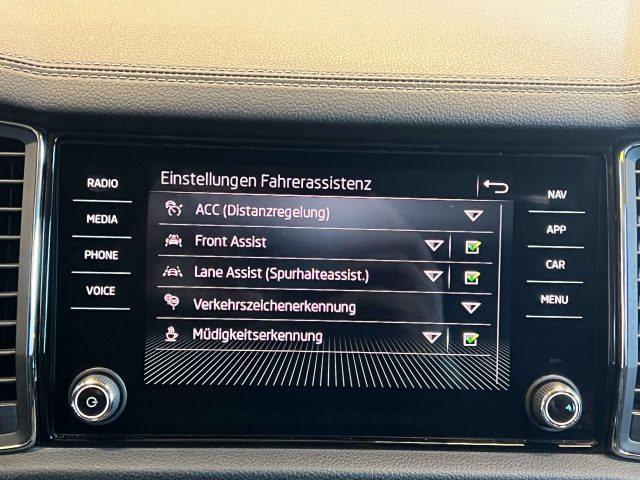 Einstellungen Fahrerassistenz
RADIO
MEDIA
PHONE
VOICE
ACC (Distanzregelung)
Front Assist
Lane Assist (Spurhalteassist.)
Verkehrszeichenerkennung
Müdigkeitserkennung
NAV
APP
CAR
MENU